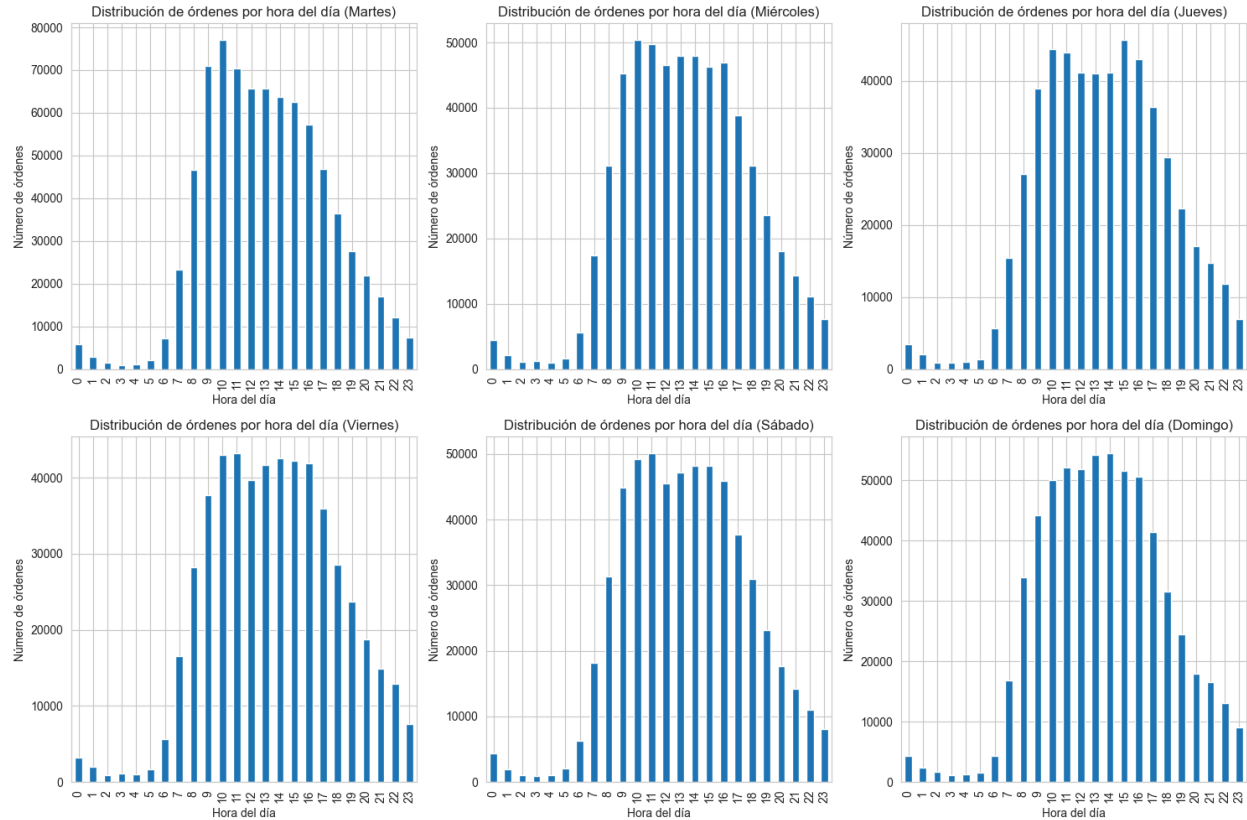 Distribución de órdenes por hora del día (Martes)
Número de órdenes
80000
70000
60000
50000
40000
30000
20000
10000
0
0 1 2 3 4 5 6 7 8 9 10 11 12 13 14 15 16 17 18 19 20 21 22 23
Hora del día
Distribución de órdenes por hora del día (Miércoles)
Número de órdenes
50000
40000
30000
20000
10000
0
0 1 2 3 4 5 6 7 8 9 10 11 12 13 14 15 16 17 18 19 20 21 22 23
Hora del día
Distribución de órdenes por hora del día (Jueves)
Número de órdenes
40000
30000
20000
10000
0
0 1 2 3 4 5 6 7 8 9 10 11 12 13 14 15 16 17 18 19 20 21 22 23
Hora del día
Distribución de órdenes por hora del día (Viernes)
Número de órdenes
40000
30000
20000
10000
0
0 1 2 3 4 5 6 7 8 9 10 11 12 13 14 15 16 17 18 19 20 21 22 23
Hora del día
Distribución de órdenes por hora del día (Sábado)
Número de órdenes
50000
40000
30000
20000
10000
0
0 1 2 3 4 5 6 7 8 9 10 11 12 13 14 15 16 17 18 19 20 21 22 23
Hora del día
Distribución de órdenes por hora del día (Domingo)
Número de órdenes
50000
40000
30000
20000
10000
0
0 1 2 3 4 5 6 7 8 9 10 11 12 13 14 15 16 17 18 19 20 21 22 23
Hora del día